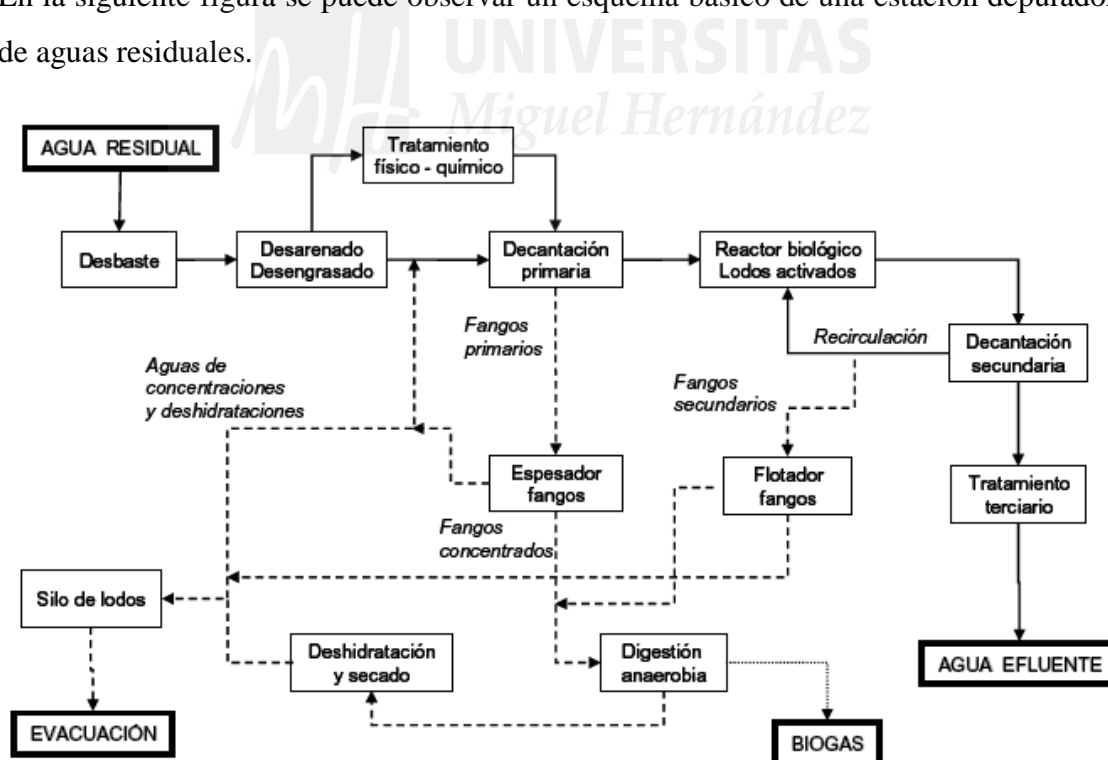 En la siguiente figura se puede observar un esquema básico de una estación depurador
de aguas residuales.
UNIVERSITAS
Miguel Hernández
AGUA RESIDUAL
Tratamiento
físico - químico
Desbaste
Desarenado
Desengrasado
Decantación
primaria
Reactor biológico
Lodos activados
Fangos
primarios
Recirculación
Decantación
secundaria
Aguas de
concentraciones
y deshidrataciones
Fangos
secundarios
Espesador
fangos
Flotador
fangos
Tratamiento
terciario
Fangos
concentrados
Silo de lodos
Deshidratación
y secado
Digestión
anaerobia
AGUA EFLUENTE
EVACUACIÓN
BIOGAS